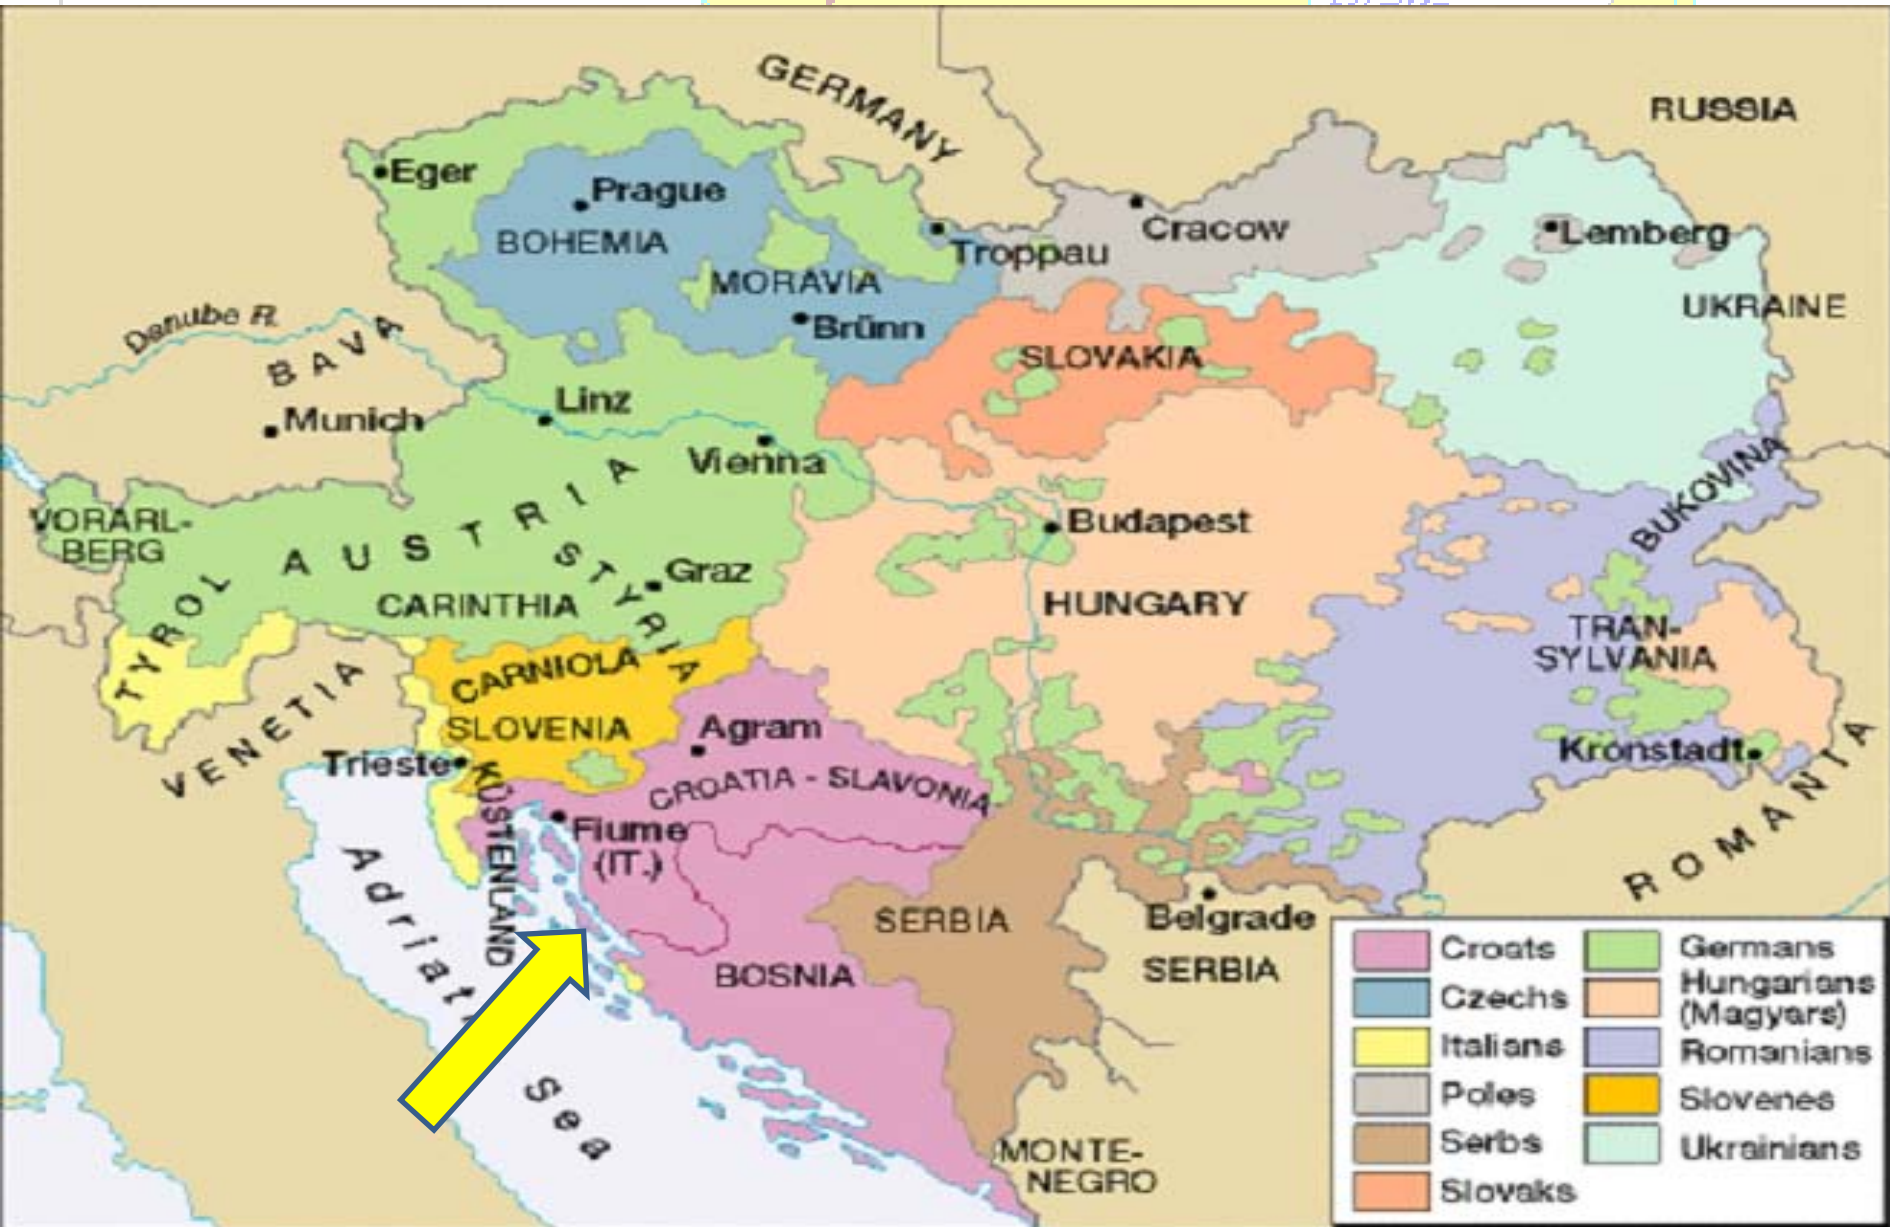 GERMANY
RUSSIA
Eger
Prague
BOHEMIA
Cracow
Lemberg
Troppau
MORAVIA
Danube R.
BAVA
Brünn
SLOVAKIA
UKRAINE
Munich
Linz
Vienna
BUKOVINA
VORARL-
BERG
AUSTRIA
STYRIA
Budapest
TYROL
Graz
CARINTHIA
HUNGARY
TRAN-
SYLVANIA
CARNIOLA
VENETIA
SLOVENIA
Agram
Trieste
KÜSTENLAND
CROATIA - SLAVONIA
Kronstadt
ROMANIA
Fiume
(IT.)
Adriat
Sea
SERBIA
Belgrade
SERBIA
BOSNIA
MONTE-
NEGRO
Croats
Czechs
Italians
Poles
Serbs
Slovaks
Germans
Hungarians
(Magyars)
Romanians
Slovenes
Ukrainians